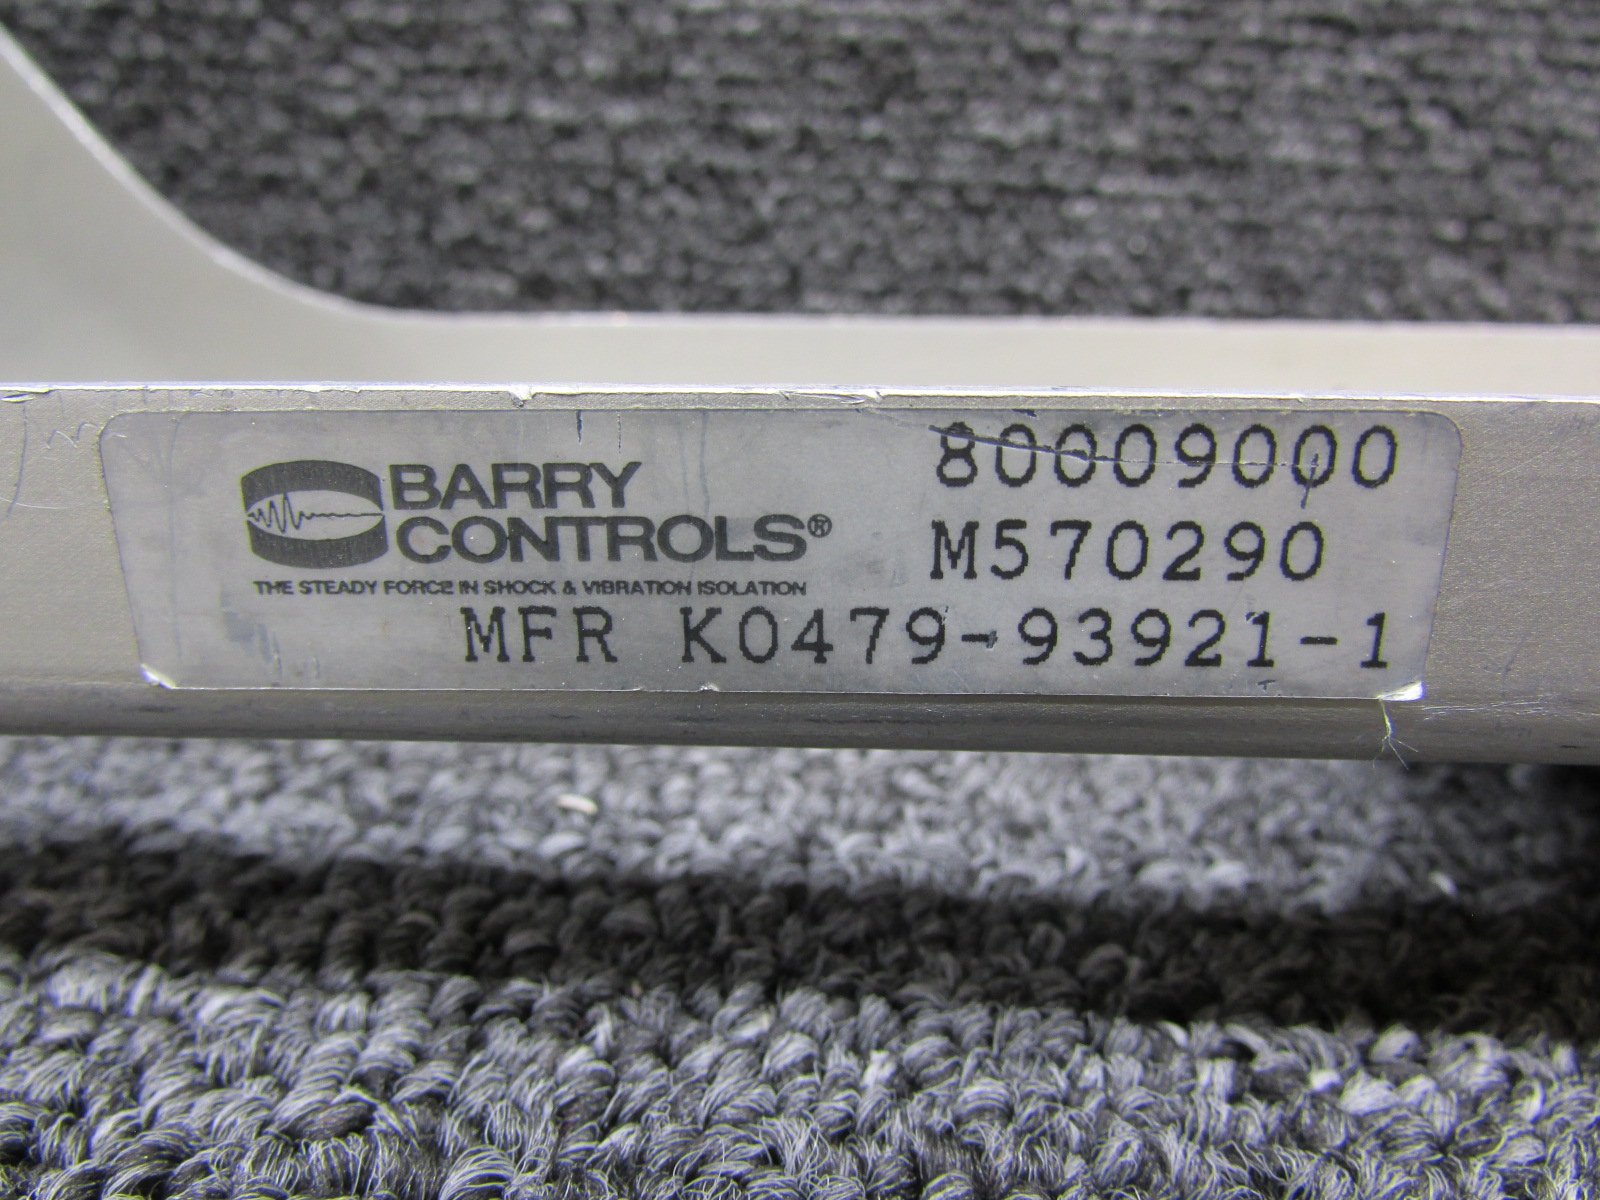 80009000
BARRY
CONTROLS®
M570290
THE STEADY FORCE IN SHOCK & VIBRATION ISOLATION
MFR K0479-93921-1